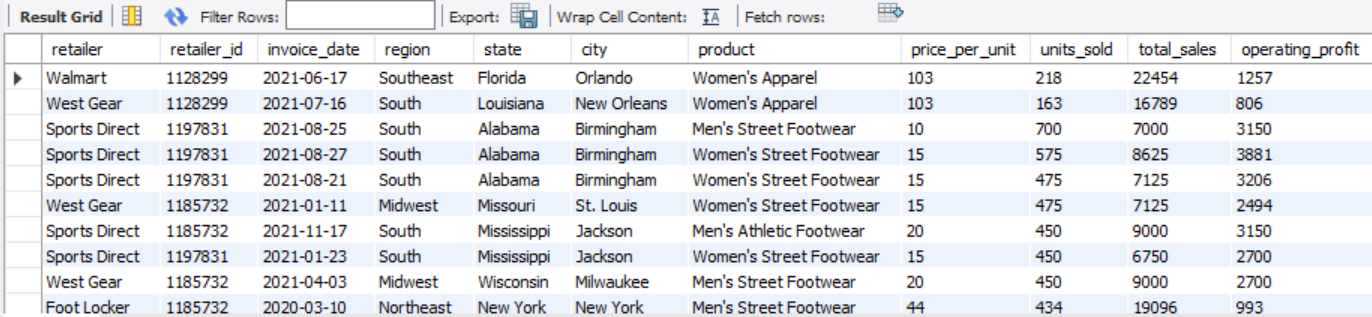 Result Grid Filter Rows: Export: Wrap Cell Content: IA Fetch rows:
retailer retailer_id invoice_date region state city product price_per_unit units_sold total_sales operating_profit
Walmart 1128299 2021-06-17 Southeast Florida Orlando Women's Apparel 103 218 22454 1257
West Gear 1128299 2021-07-16 South Louisiana New Orleans Women's Apparel 103 163 16789 806
Sports Direct 1197831 2021-08-25 South Alabama Birmingham Men's Street Footwear 10 700 7000 3150
Sports Direct 1197831 2021-08-27 South Alabama Birmingham Women's Street Footwear 15 575 8625 3881
Sports Direct 1197831 2021-08-21 South Alabama Birmingham Women's Street Footwear 15 475 7125 3206
West Gear 1185732 2021-01-11 Midwest Missouri St. Louis Women's Street Footwear 15 475 7125 2494
Sports Direct 1185732 2021-11-17 South Mississippi Jackson Men's Athletic Footwear 20 450 9000 3150
Sports Direct 1197831 2021-01-23 South Mississippi Jackson Women's Street Footwear 15 450 6750 2700
West Gear 1185732 2021-04-03 Midwest Wisconsin Milwaukee Men's Street Footwear 20 450 9000 2700
Foot Locker 1185732 2020-03-10 Northeast New York New York Men's Street Footwear 44 434 19096 993